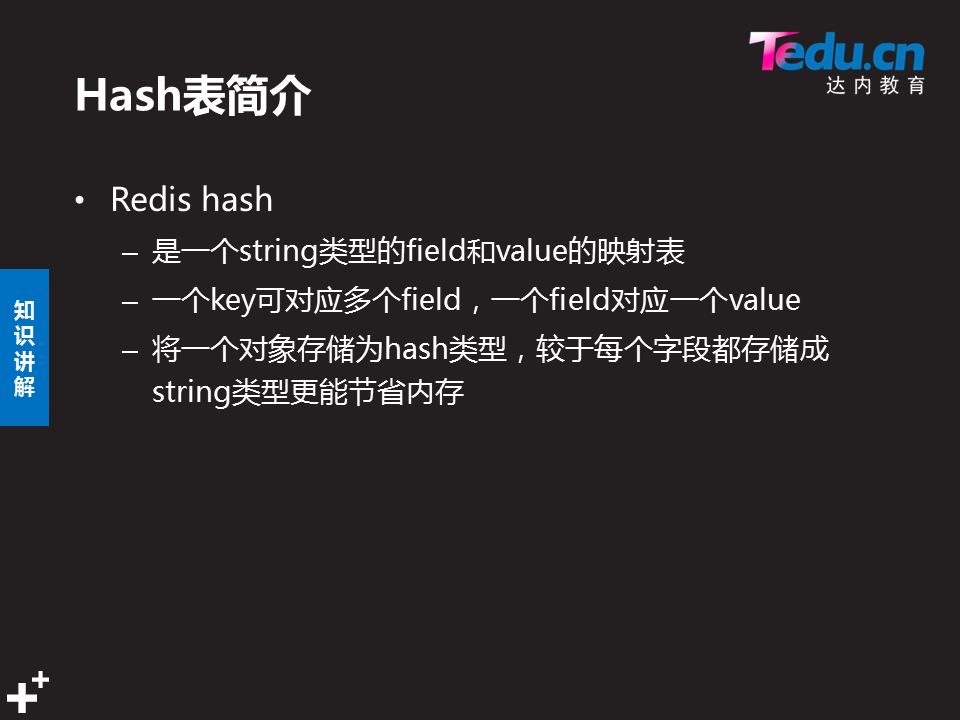 Tedu.cn
达内教育
Hash表简介
• Redis hash
– 是一个string类型的field和value的映射表
– 一个key可对应多个field，一个field对应一个value
– 将一个对象存储为hash类型，较于每个字段都存储成
string类型更能节省内存
知
识
讲
解